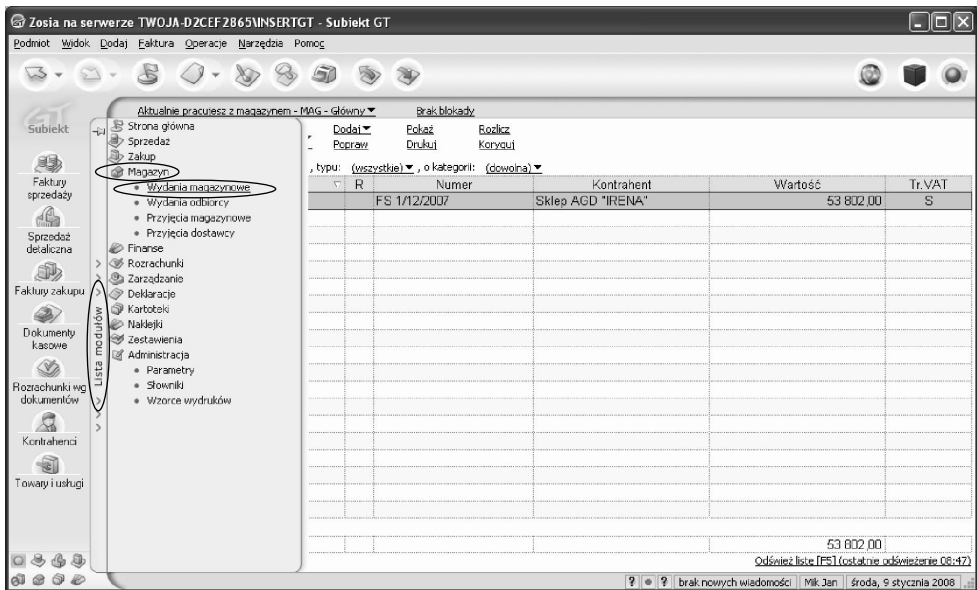 Zosia na serwerze TWOJA-D2CEF2865\INSERTGT - Subiekt GT
Podmiot Widok Dodaj Faktura Operacje Narzędzia Pomoc
GT
Subiekt
Aktualnie pracujesz z magazynem - MAG - Główny Brak blokady
Dodaj Pokaż Rozlicz
Popraw Drukuj Koryguj
, typu: (wszystkie) , o kategorii: (dowolna)
R Numer Kontrahent Wartość Tr.VAT
FS 1/12/2007 Sklep AGD "IRENA" 53 802,00 S
Faktury
sprzedaży
Sprzedaż
detaliczna
Faktury zakupu
Dokumenty
kasowe
Rozrachunki wg
dokumentów
Kontrahenci
Towary i usługi
Lista modułów
Strona główna
Sprzedaż
Zakup
Magazyn
Wydania magazynowe
Wydania odbiorcy
Przyjęcia magazynowe
Przyjęcia dostawcy
Finanse
Rozrachunki
Zarządzanie
Deklaracje
Kartoteki
Naklejki
Zestawienia
Administracja
Parametry
Słowniki
Wzorce wydruków
53 802,00
Odśwież listę [F5] (ostatnie odświeżenie 08:47)
brak nowych wiadomości Mik Jan środa, 9 stycznia 2008